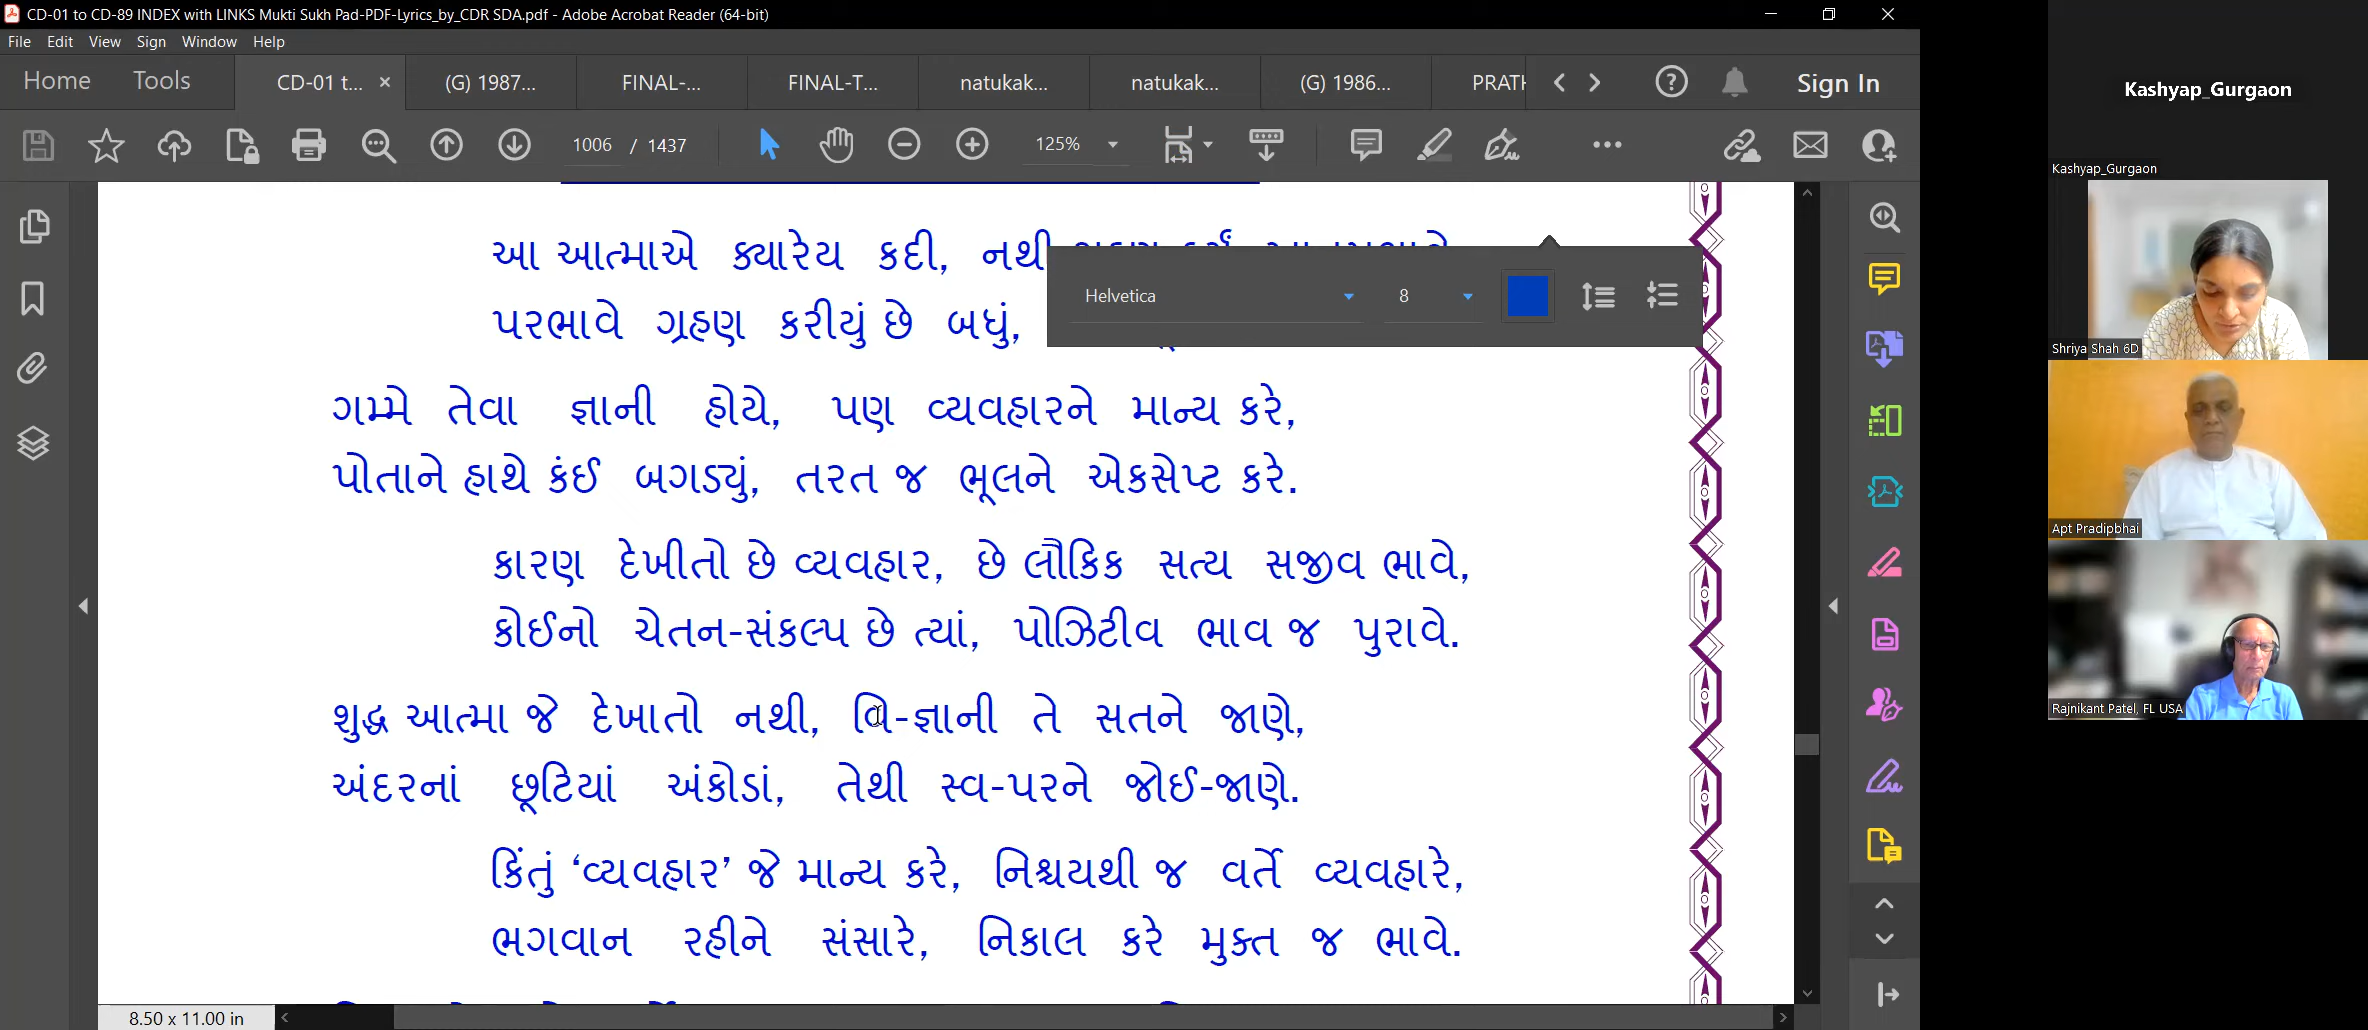 CD-01 to CD-89 INDEX with LINKS Mukti Sukh Pad-PDF-Lyrics_by_CDR SDA.pdf - Adobe Acrobat Reader (64-bit)
File Edit View Sign Window Help
Home Tools CD-01 t... (G) 1987... FINAL-... FINAL-T... natukak... natukak... (G) 1986... PRATH Sign In
1006 / 1437 125%
Helvetica 8
આ આત્માએ ક્યારેય કદી, નથી
પરભાવે ગ્રહણ કરીયું છે બધું,
ગમ્મે તેવા જ્ઞાની હોયે, પણ વ્યવહારને માન્ય કરે,
પોતાને હાથે કંઈ બગડ્યું, તરત જ ભૂલને એકસેપ્ટ કરે.
કારણ દેખીતો છે વ્યવહાર, છે લૌકિક સત્ય સજીવ ભાવે,
કોઈનો ચેતન-સંકલ્પ છે ત્યાં, પોઝિટીવ ભાવ જ પુરાવે.
શુદ્ધ આત્મા જે દેખાતો નથી, વિ-જ્ઞાની તે સતને જાણે,
અંદરનાં છૂટિયાં અંકોડાં, તેથી સ્વ-પરને જોઈ-જાણે.
કિંતું ‘વ્યવહાર’ જે માન્ય કરે, નિશ્ચયથી જ વર્તે વ્યવહારે,
ભગવાન રહીને સંસારે, નિકાલ કરે મુક્ત જ ભાવે.
8.50 x 11.00 in
Kashyap_Gurgaon
Kashyap_Gurgaon
Shriya Shah 6D
Apt Pradipbhai
Rajnikant Patel, FL USA